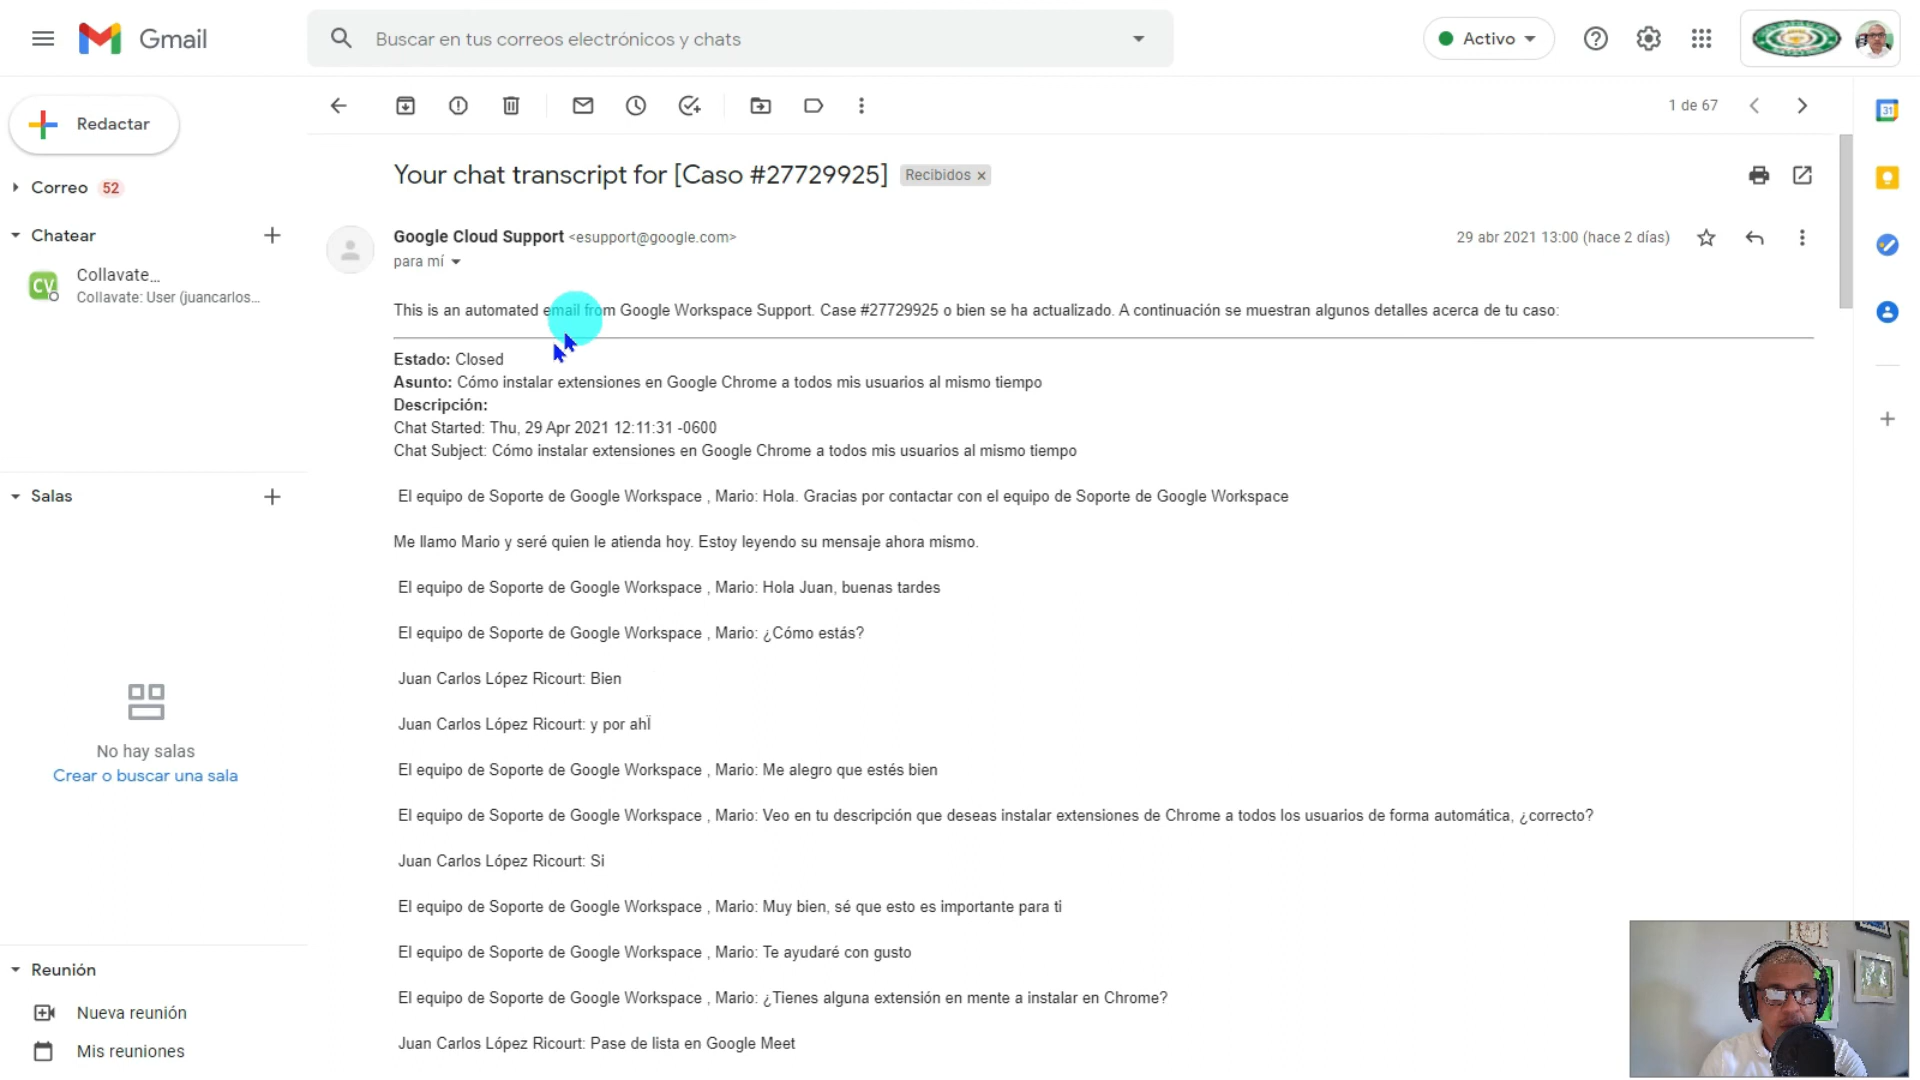 Gmail
Buscar en tus correos electrónicos y chats
Activo
Redactar
1 de 67
Correo 52
Chatear
Collavate...
Collavate: User (juancarlos...
Salas
No hay salas
Crear o buscar una sala
Reunión
Nueva reunión
Mis reuniones
Your chat transcript for [Caso #27729925] Recibidos x
Google Cloud Support <esupport@google.com>
29 abr 2021 13:00 (hace 2 días)
para mí
This is an automated email from Google Workspace Support. Case #27729925 o bien se ha actualizado. A continuación se muestran algunos detalles acerca de tu caso:
Estado: Closed
Asunto: Cómo instalar extensiones en Google Chrome a todos mis usuarios al mismo tiempo
Descripción:
Chat Started: Thu, 29 Apr 2021 12:11:31 -0600
Chat Subject: Cómo instalar extensiones en Google Chrome a todos mis usuarios al mismo tiempo
El equipo de Soporte de Google Workspace , Mario: Hola. Gracias por contactar con el equipo de Soporte de Google Workspace
Me llamo Mario y seré quien le atienda hoy. Estoy leyendo su mensaje ahora mismo.
El equipo de Soporte de Google Workspace , Mario: Hola Juan, buenas tardes
El equipo de Soporte de Google Workspace , Mario: ¿Cómo estás?
Juan Carlos López Ricourt: Bien
Juan Carlos López Ricourt: y por ahÏ
El equipo de Soporte de Google Workspace , Mario: Me alegro que estés bien
El equipo de Soporte de Google Workspace , Mario: Veo en tu descripción que deseas instalar extensiones de Chrome a todos los usuarios de forma automática, ¿correcto?
Juan Carlos López Ricourt: Si
El equipo de Soporte de Google Workspace , Mario: Muy bien, sé que esto es importante para ti
El equipo de Soporte de Google Workspace , Mario: Te ayudaré con gusto
El equipo de Soporte de Google Workspace , Mario: ¿Tienes alguna extensión en mente a instalar en Chrome?
Juan Carlos López Ricourt: Pase de lista en Google Meet
CV
31